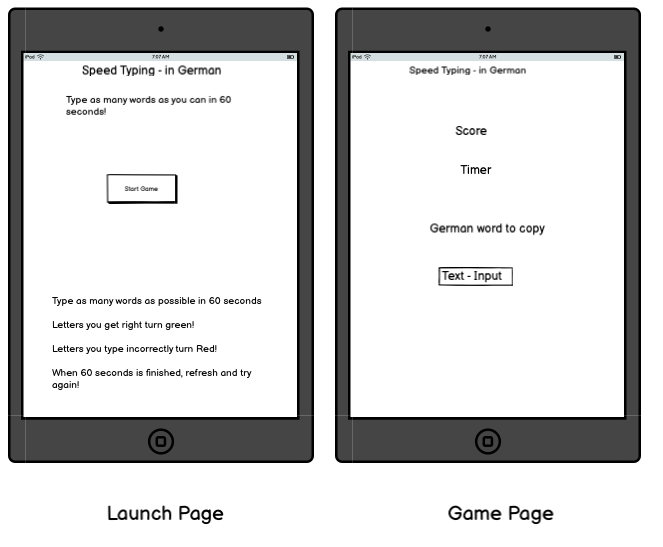 iPod
7:07 AM
Speed Typing - in German
Type as many words as you can in 60
seconds!
Start Game
Type as many words as possible in 60 seconds
Letters you get right turn green!
Letters you type incorrectly turn Red!
When 60 seconds is finished, refresh and try
again!
Launch Page
iPod
7:07 AM
Speed Typing - in German
Score
Timer
German word to copy
Text - Input
Game Page